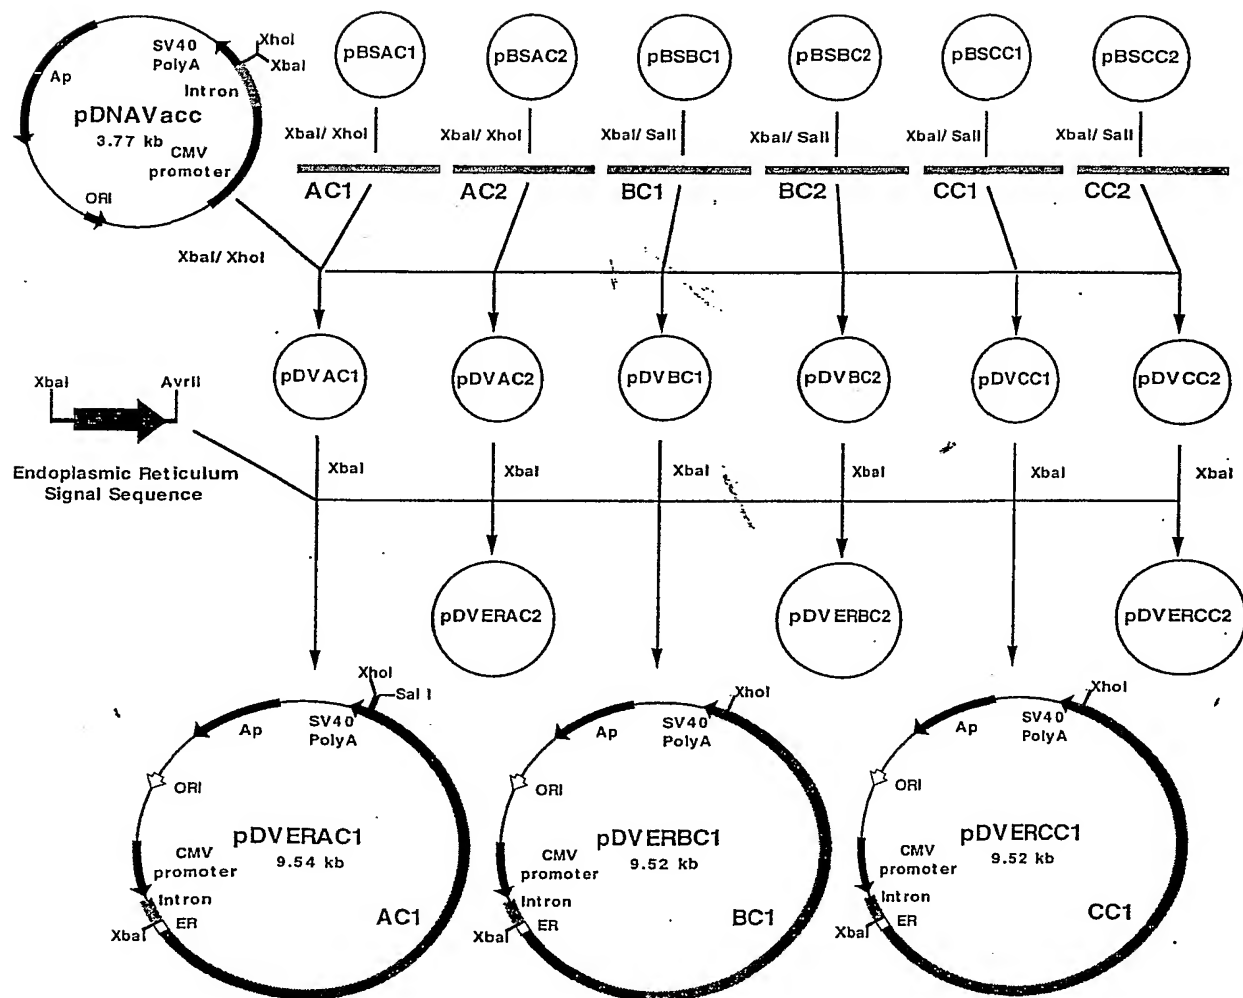 SV40
PolyA
XhoI
XbaI
Ap
Intron
pDNAVacc
3.77 kb
CMV
promoter
ORI
XbaI/ XhoI
pBSAC1
pBSAC2
pBSBC1
pBSBC2
pBSCC1
pBSCC2
XbaI/ XhoI
XbaI/ XhoI
XbaI/ SalI
XbaI/ SalI
XbaI/ SalI
XbaI/ SalI
AC1
AC2
BC1
BC2
CC1
CC2
pDVAC1
pDVAC2
pDVBC1
pDVBC2
pDVCC1
pDVCC2
XbaI
AvrII
Endoplasmic Reticulum
Signal Sequence
XbaI
XbaI
XbaI
XbaI
XbaI
XbaI
pDVERAC2
pDVERBC2
pDVERCC2
XhoI
Sal I
SV40
PolyA
Ap
ORI
pDVERAC1
9.54 kb
CMV
promoter
Intron
ER
XbaI
AC1
XhoI
SV40
PolyA
Ap
ORI
pDVERBC1
9.52 kb
CMV
promoter
Intron
ER
XbaI
BC1
XhoI
SV40
PolyA
Ap
ORI
pDVERCC1
9.52 kb
CMV
promoter
Intron
ER
XbaI
CC1